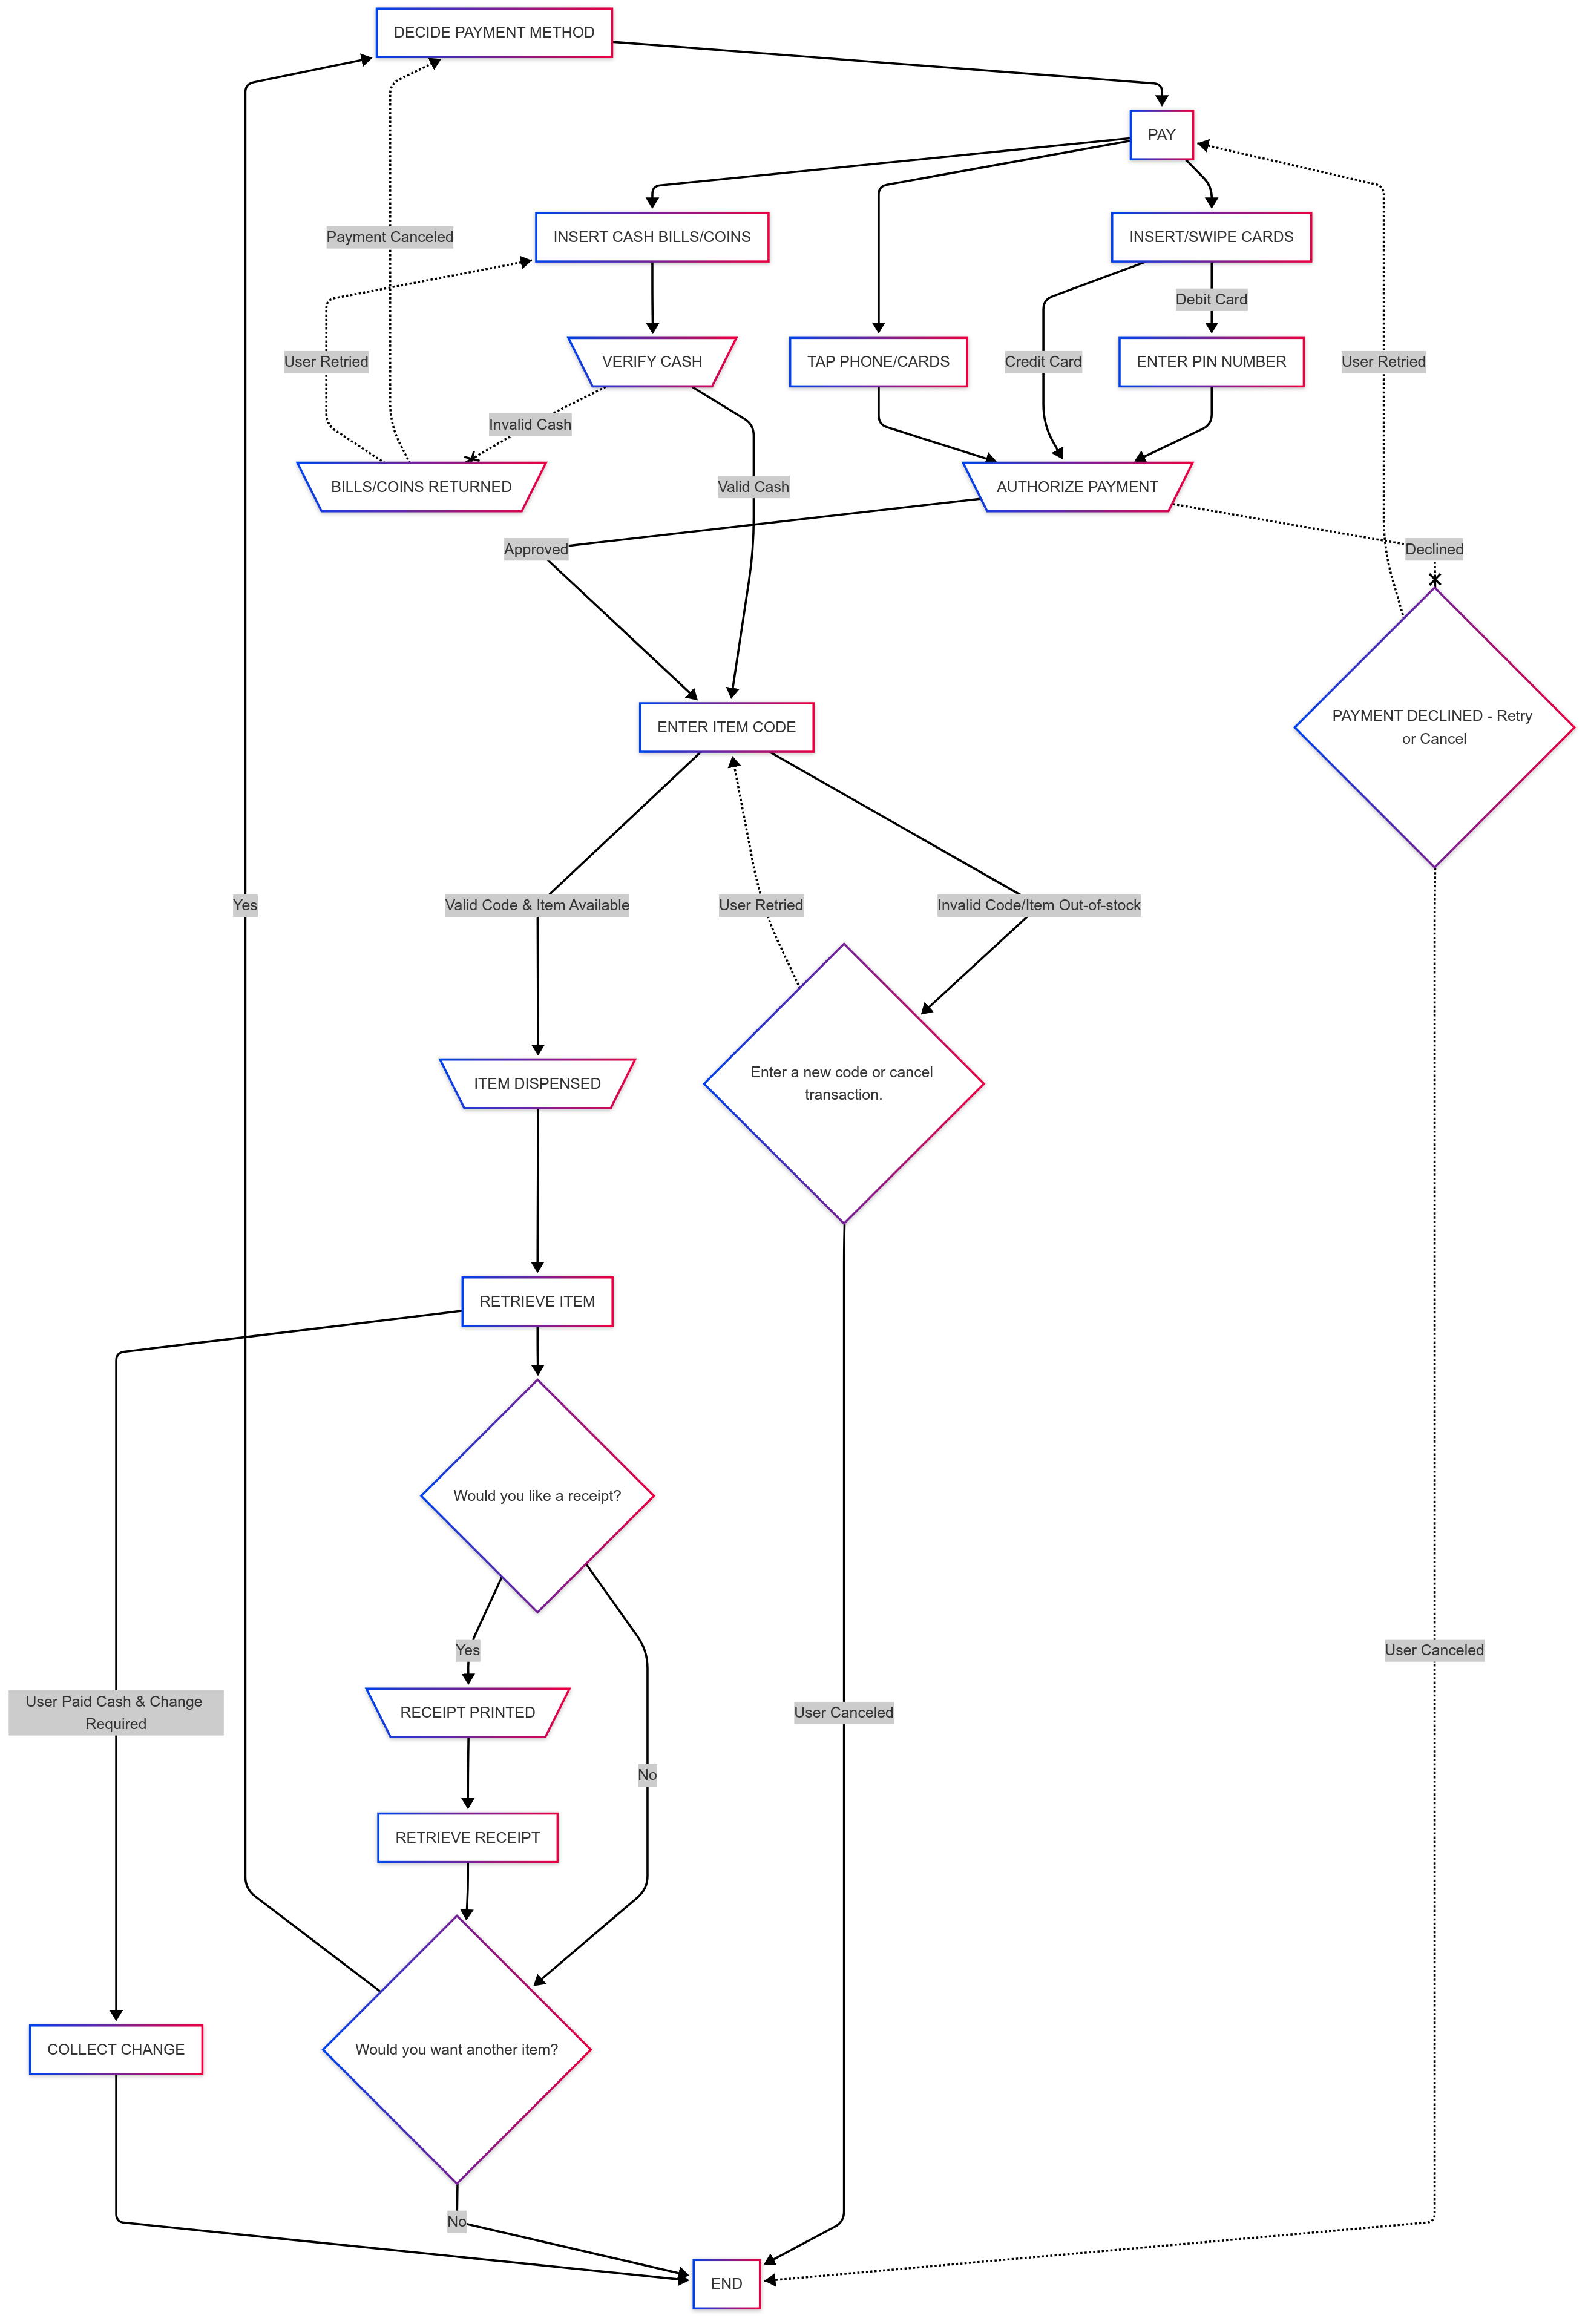 DECIDE PAYMENT METHOD
PAY
Payment Canceled
INSERT CASH BILLS/COINS
INSERT/SWIPE CARDS
Debit Card
User Retried
VERIFY CASH
TAP PHONE/CARDS
Credit Card
ENTER PIN NUMBER
User Retried
Invalid Cash
BILLS/COINS RETURNED
Valid Cash
AUTHORIZE PAYMENT
Approved
Declined
PAYMENT DECLINED - Retry
or Cancel
ENTER ITEM CODE
Yes
Valid Code & Item Available
User Retried
Invalid Code/Item Out-of-stock
Enter a new code or cancel
transaction.
ITEM DISPENSED
RETRIEVE ITEM
Would you like a receipt?
Yes
User Canceled
User Paid Cash & Change
Required
RECEIPT PRINTED
User Canceled
No
RETRIEVE RECEIPT
COLLECT CHANGE
Would you want another item?
No
END